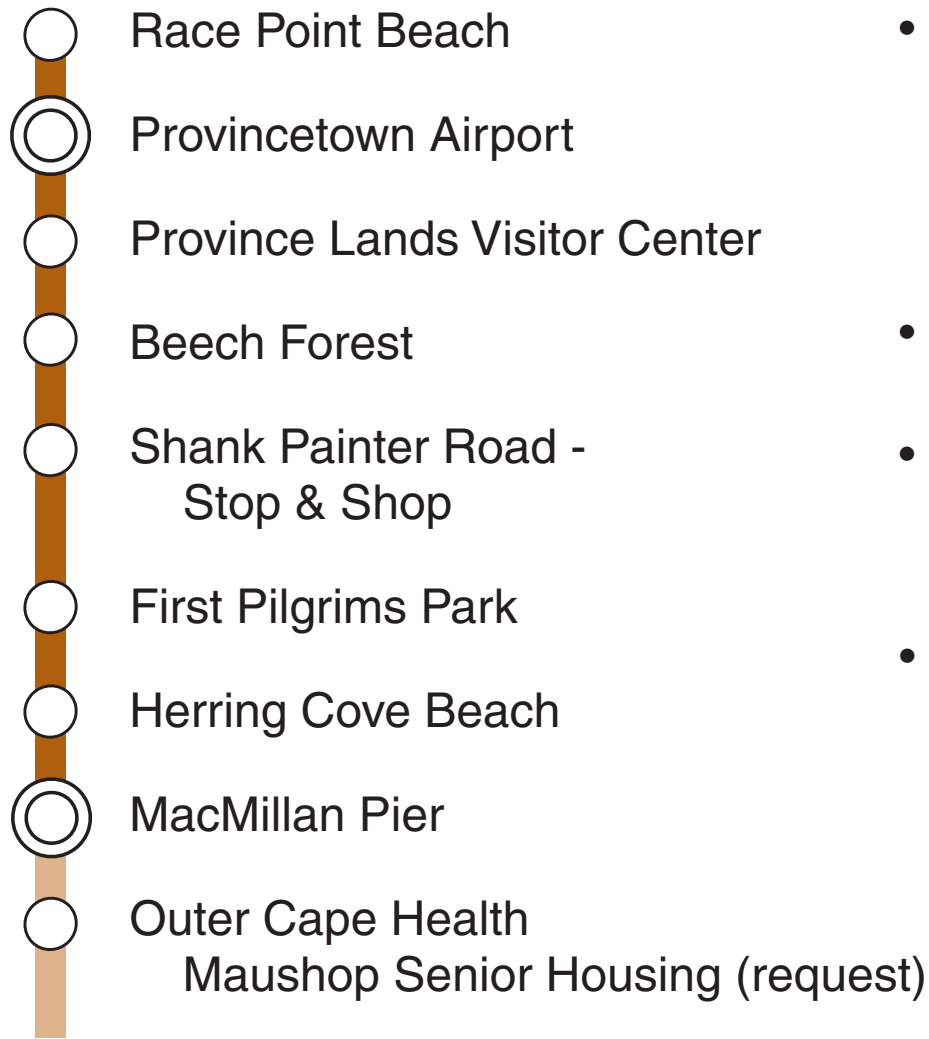 Race Point Beach
Provincetown Airport
Province Lands Visitor Center
Beech Forest
Shank Painter Road -
Stop & Shop
First Pilgrims Park
Herring Cove Beach
MacMillan Pier
Outer Cape Health
Maushop Senior Housing (request)